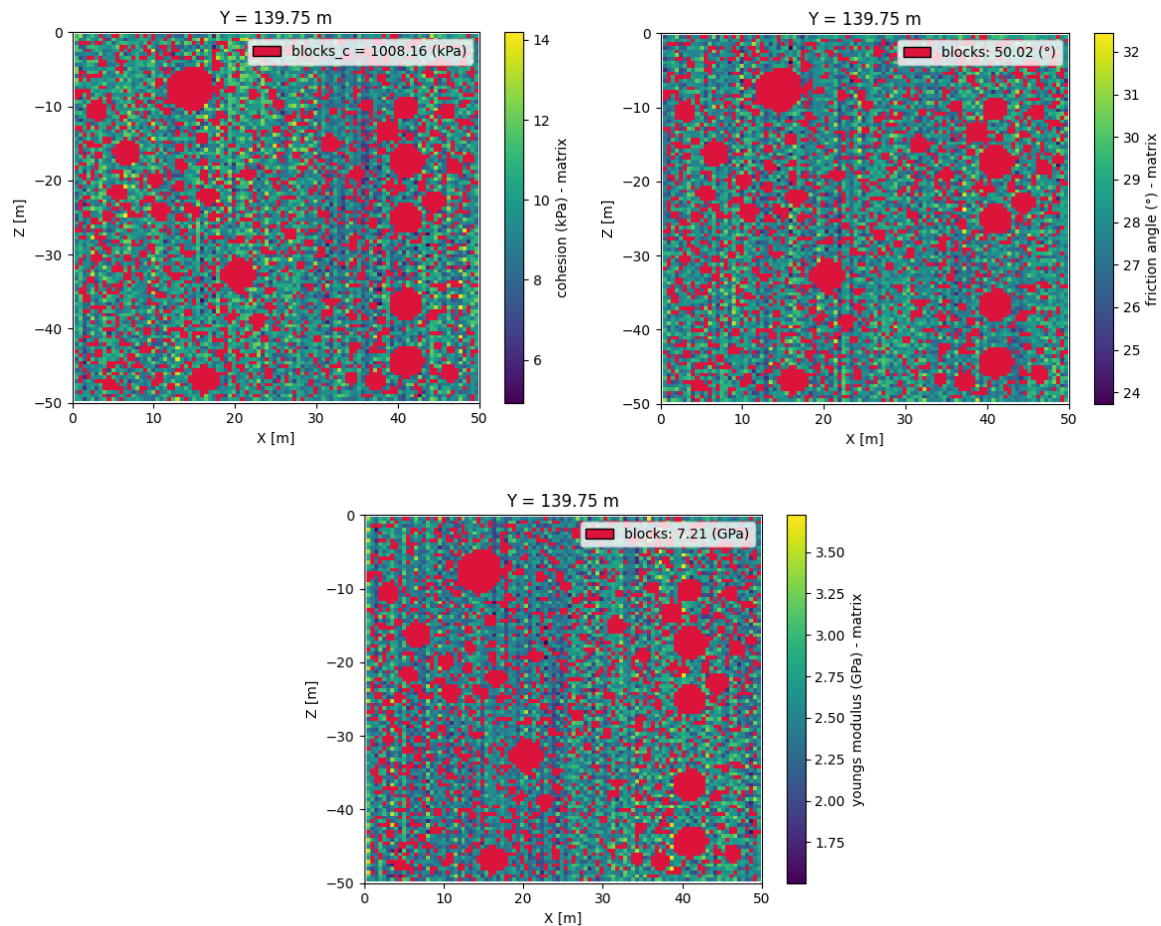 Y = 139.75 m
blocks_c = 1008.16 (kPa)
0
−10
−20
−30
−40
−50
Z [m]
0 10 20 30 40 50
X [m]
14
12
10
8
6
cohesion (kPa) - matrix
Y = 139.75 m
blocks: 50.02 (°)
0
−10
−20
−30
−40
−50
Z [m]
0 10 20 30 40 50
X [m]
32
31
30
29
28
27
26
25
24
friction angle (°) - matrix
Y = 139.75 m
blocks: 7.21 (GPa)
0
−10
−20
−30
−40
−50
Z [m]
0 10 20 30 40 50
X [m]
3.50
3.25
3.00
2.75
2.50
2.25
2.00
1.75
youngs modulus (GPa) - matrix